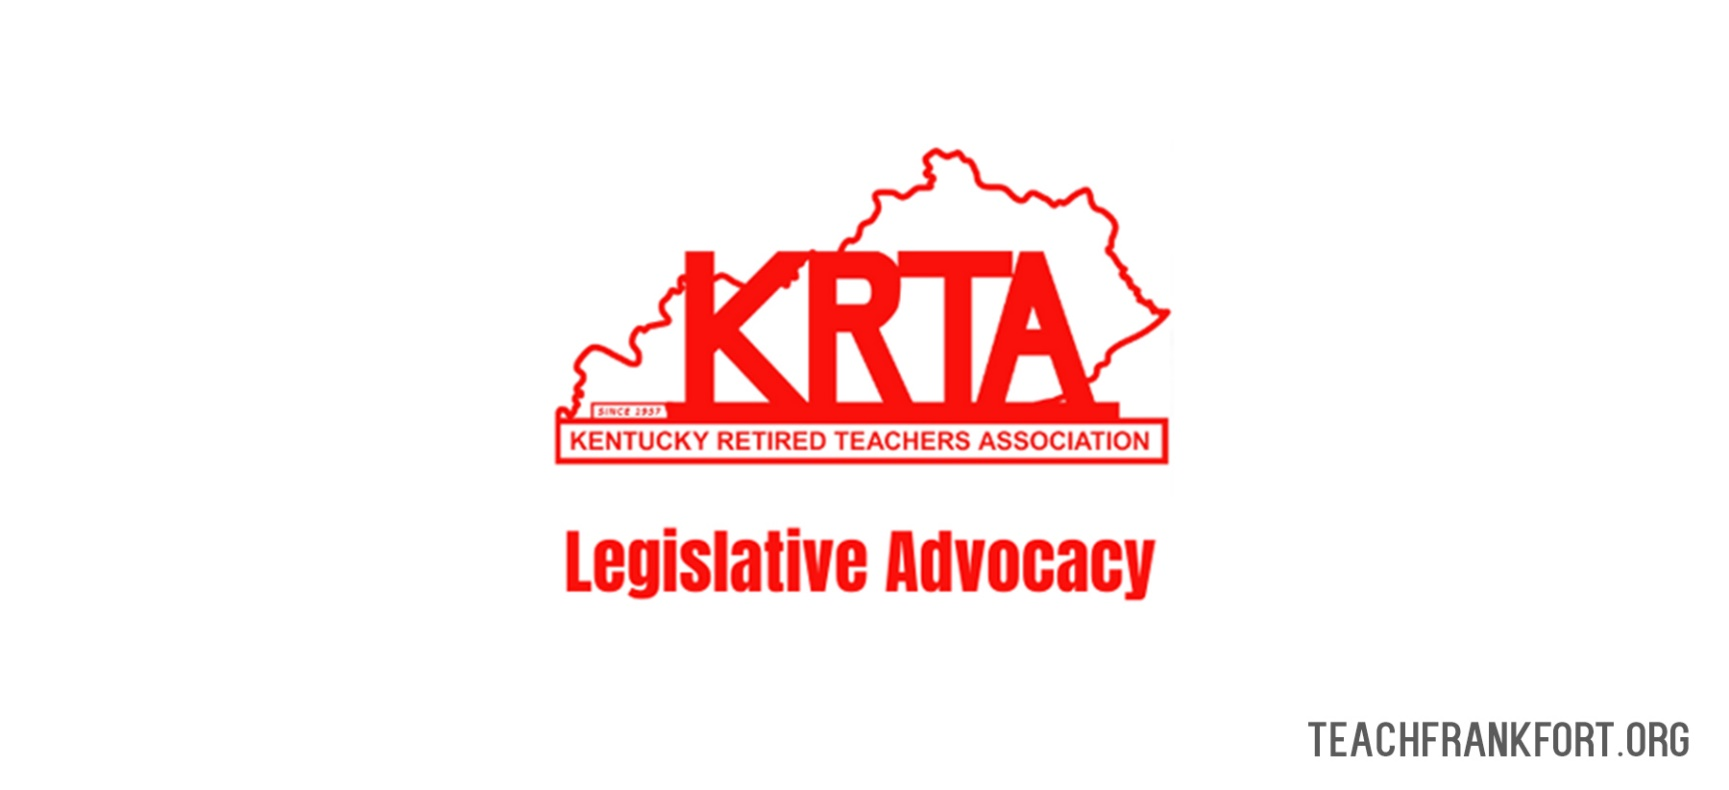 KRTA
SINCE 1957
KENTUCKY RETIRED TEACHERS ASSOCIATION
Legislative Advocacy
TEACHFRANKFORT.ORG